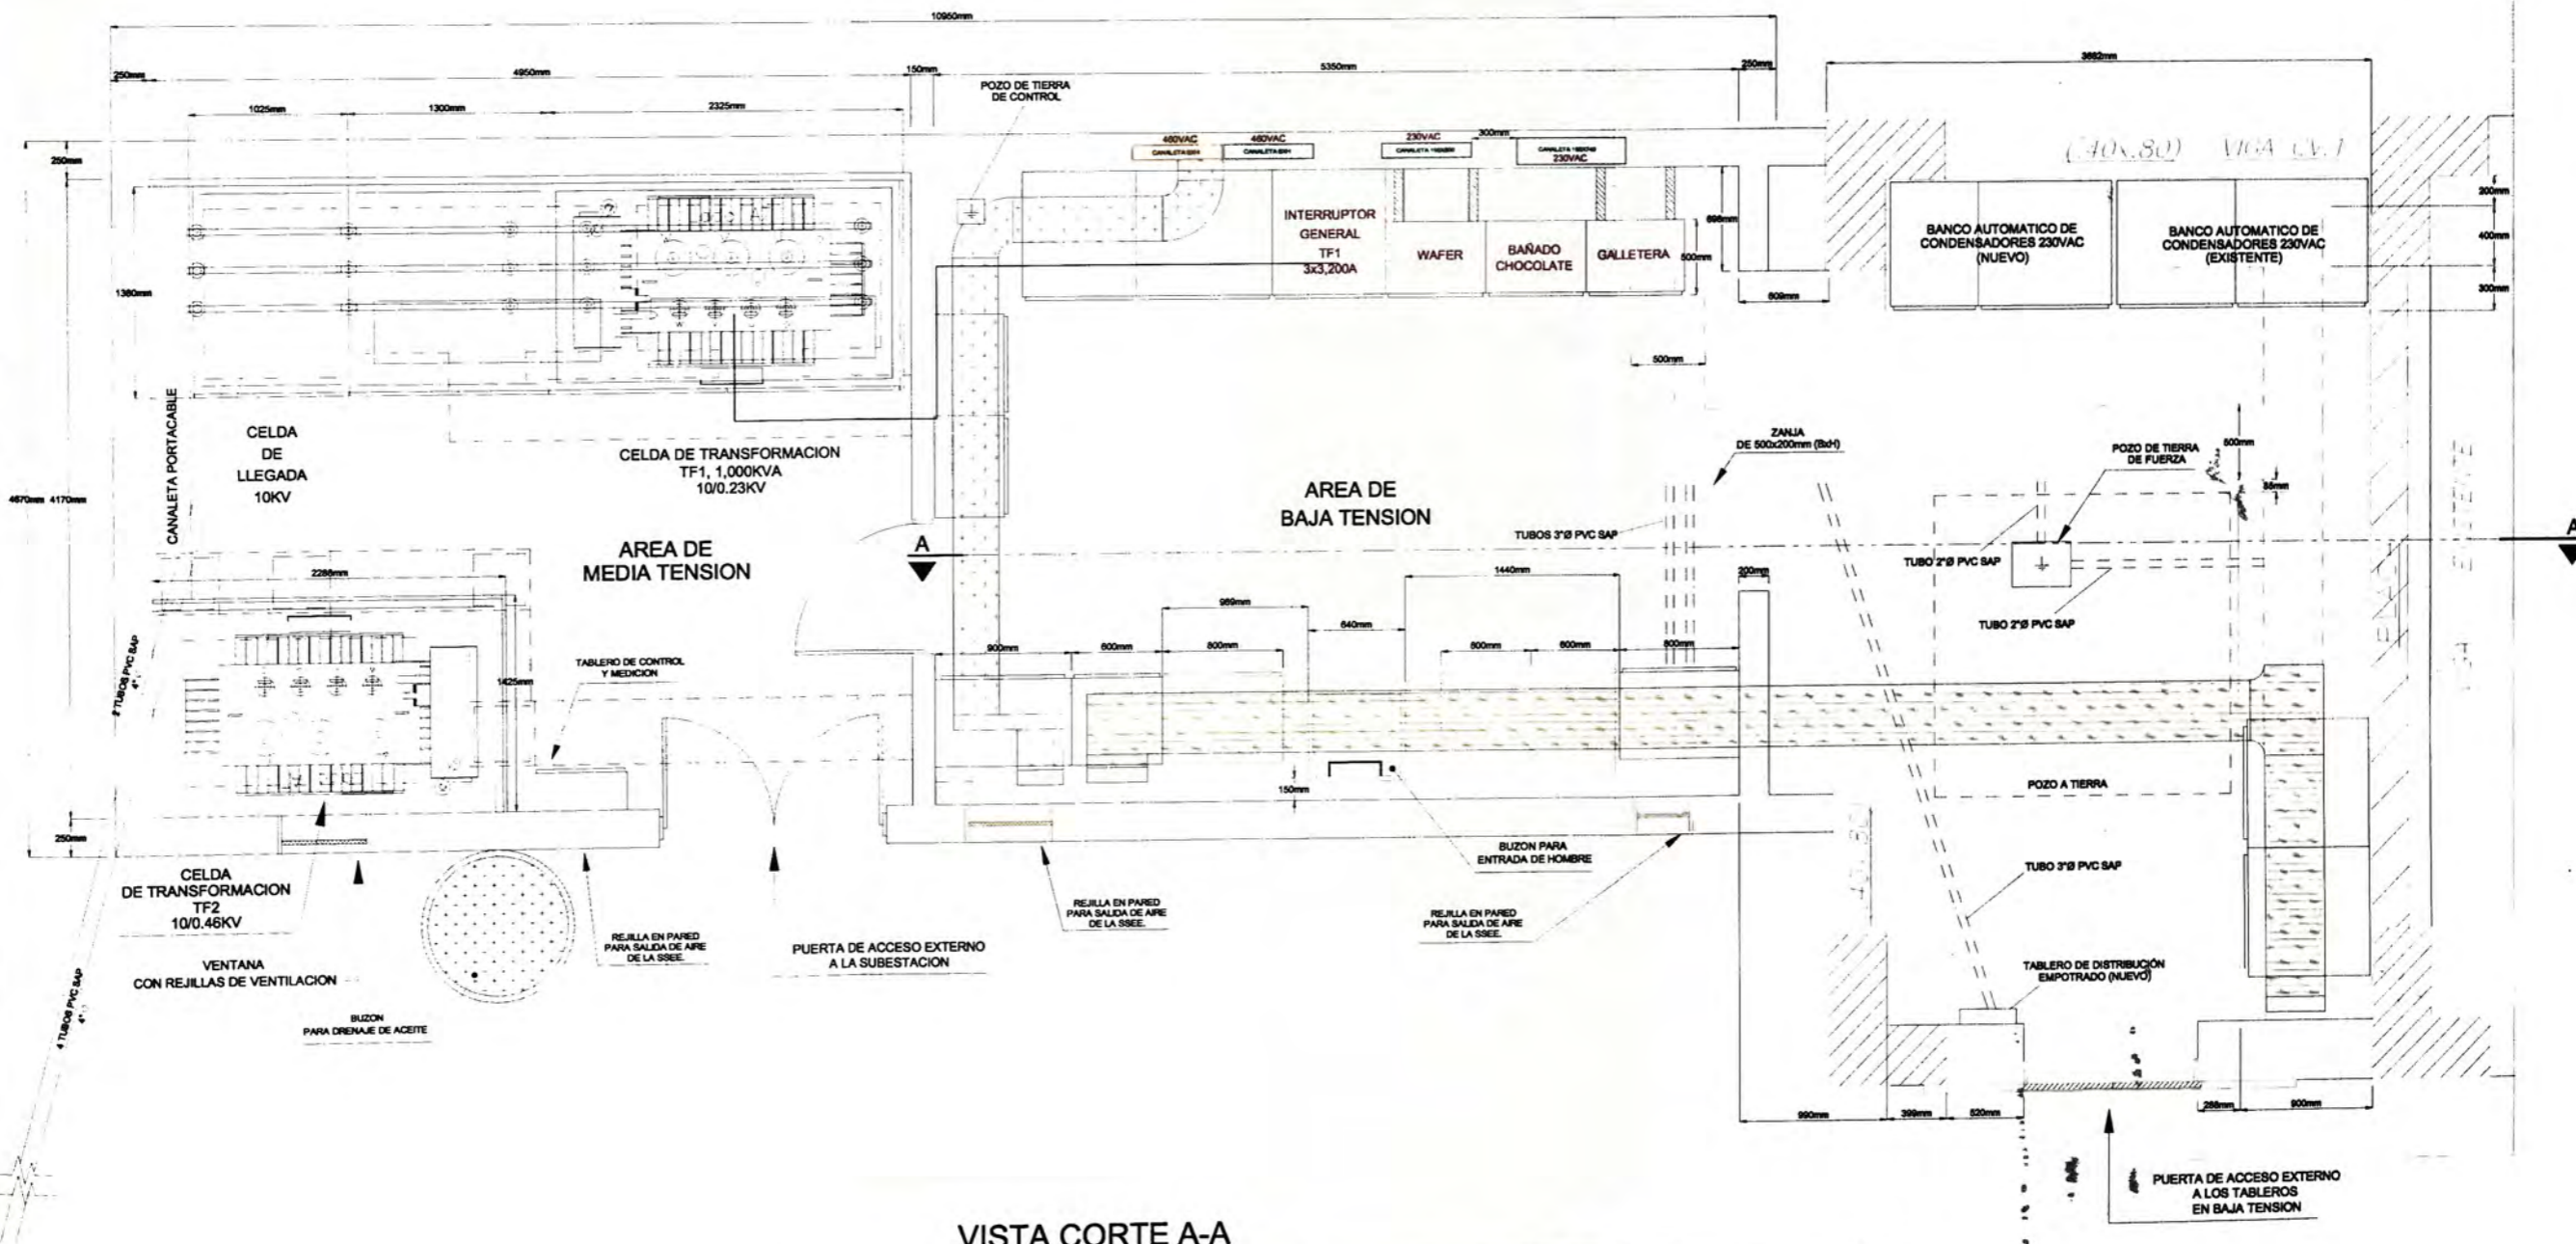 10950mm
250mm
4950mm
150mm
5350mm
250mm
3682mm
1025mm
1300mm
2325mm
POZO DE TIERRA
DE CONTROL
460VAC
460VAC
230VAC
300mm
230VAC
(.40x.80) VIGA CV.1
250mm
1380mm
4670mm
4170mm
250mm
INTERRUPTOR
GENERAL
TF1
3x3,200A
WAFER
BAÑADO
CHOCOLATE
GALLETERA
500mm
609mm
BANCO AUTOMATICO DE
CONDENSADORES 230VAC
(NUEVO)
BANCO AUTOMATICO DE
CONDENSADORES 230VAC
(EXISTENTE)
200mm
400mm
300mm
500mm
CANALETA PORTACABLE
CELDA
DE
LLEGADA
10KV
CELDA DE TRANSFORMACION
TF1, 1,000KVA
10/0.23KV
AREA DE
MEDIA TENSION
AREA DE
BAJA TENSION
ZANJA
DE 500x200mm (BxH)
POZO DE TIERRA
DE FUERZA
TUBOS 3"Ø PVC SAP
TUBO 2"Ø PVC SAP
TUBO 2"Ø PVC SAP
A
A
2286mm
1425mm
TABLERO DE CONTROL
Y MEDICION
900mm
600mm
989mm
800mm
640mm
1440mm
600mm
600mm
200mm
150mm
2 TUBOS PVC SAP
4 TUBOS PVC SAP
POZO A TIERRA
BUZON PARA
ENTRADA DE HOMBRE
TUBO 3"Ø PVC SAP
CELDA
DE TRANSFORMACION
TF2
10/0.46KV
VENTANA
CON REJILLAS DE VENTILACION
BUZON
PARA DRENAJE DE ACEITE
REJILLA EN PARED
PARA SALIDA DE AIRE
DE LA SSEE.
PUERTA DE ACCESO EXTERNO
A LA SUBESTACION
REJILLA EN PARED
PARA SALIDA DE AIRE
DE LA SSEE.
REJILLA EN PARED
PARA SALIDA DE AIRE
DE LA SSEE.
TABLERO DE DISTRIBUCIÓN
EMPOTRADO (NUEVO)
990mm
399mm
520mm
900mm
PUERTA DE ACCESO EXTERNO
A LOS TABLEROS
EN BAJA TENSION
VISTA CORTE A-A